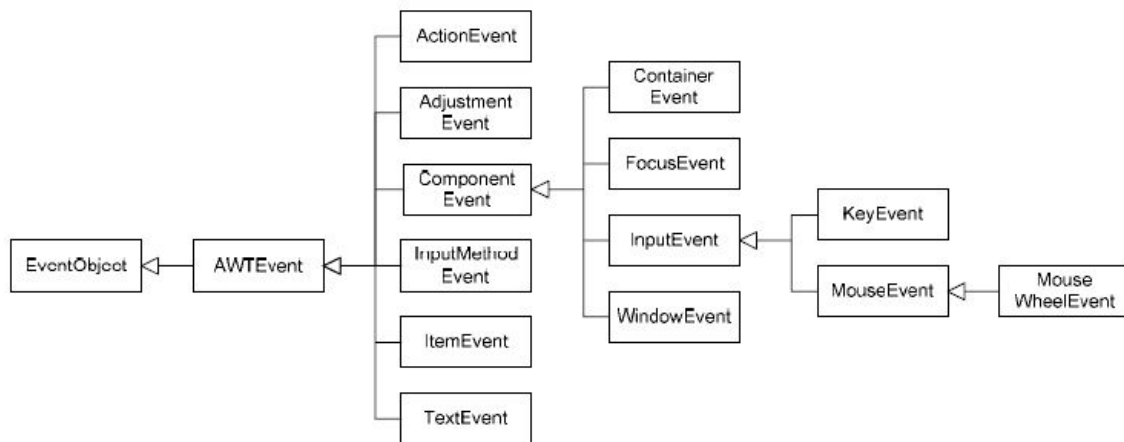 EventObject
AWTEvent
ActionEvent
Adjustment
Event
Component
Event
InputMethod
Event
ItemEvent
TextEvent
Container
Event
FocusEvent
InputEvent
WindowEvent
KeyEvent
MouseEvent
Mouse
WheelEvent